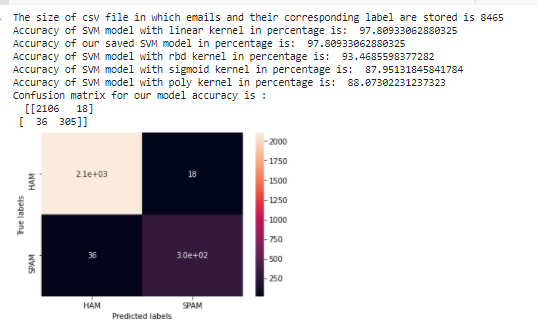 The size of csv file in which emails and their corresponding label are stored is 8465
Accuracy of SVM model with linear kernel in percentage is:  97.80933062880325
Accuracy of our saved SVM model in percentage is:  97.80933062880325
Accuracy of SVM model with rbd kernel in percentage is:  93.4685598377282
Accuracy of SVM model with sigmoid kernel in percentage is:  87.95131845841784
Accuracy of SVM model with poly kernel in percentage is:  88.07302231237323
Confusion matrix for our model accuracy is :
[[2106   18]
[  36  305]]
2000
1750
1500
1250
1000
750
500
250
HAM
2.1e+03
18
True labels
SPAM
36
3.0e+02
HAM
SPAM
Predicted labels